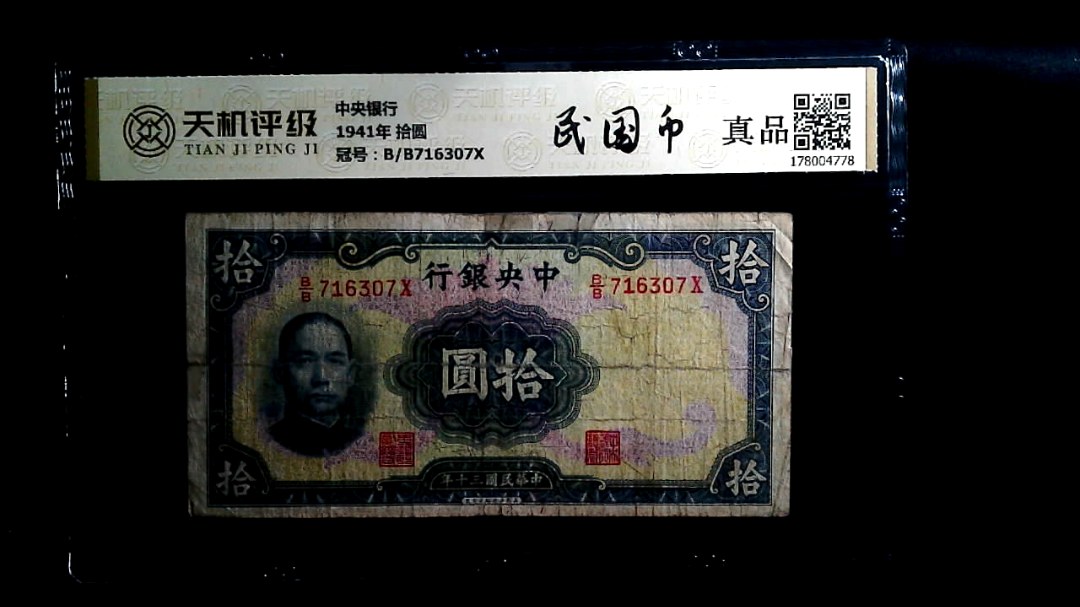 天机评级
TIAN JI PING JI
中央银行
1941年 拾圆
冠号：B/B716307X
民国币
真品
178004778
拾
拾
行銀央中
B/B 716307X
B/B 716307X
圓拾
年十三國民華中
拾
拾